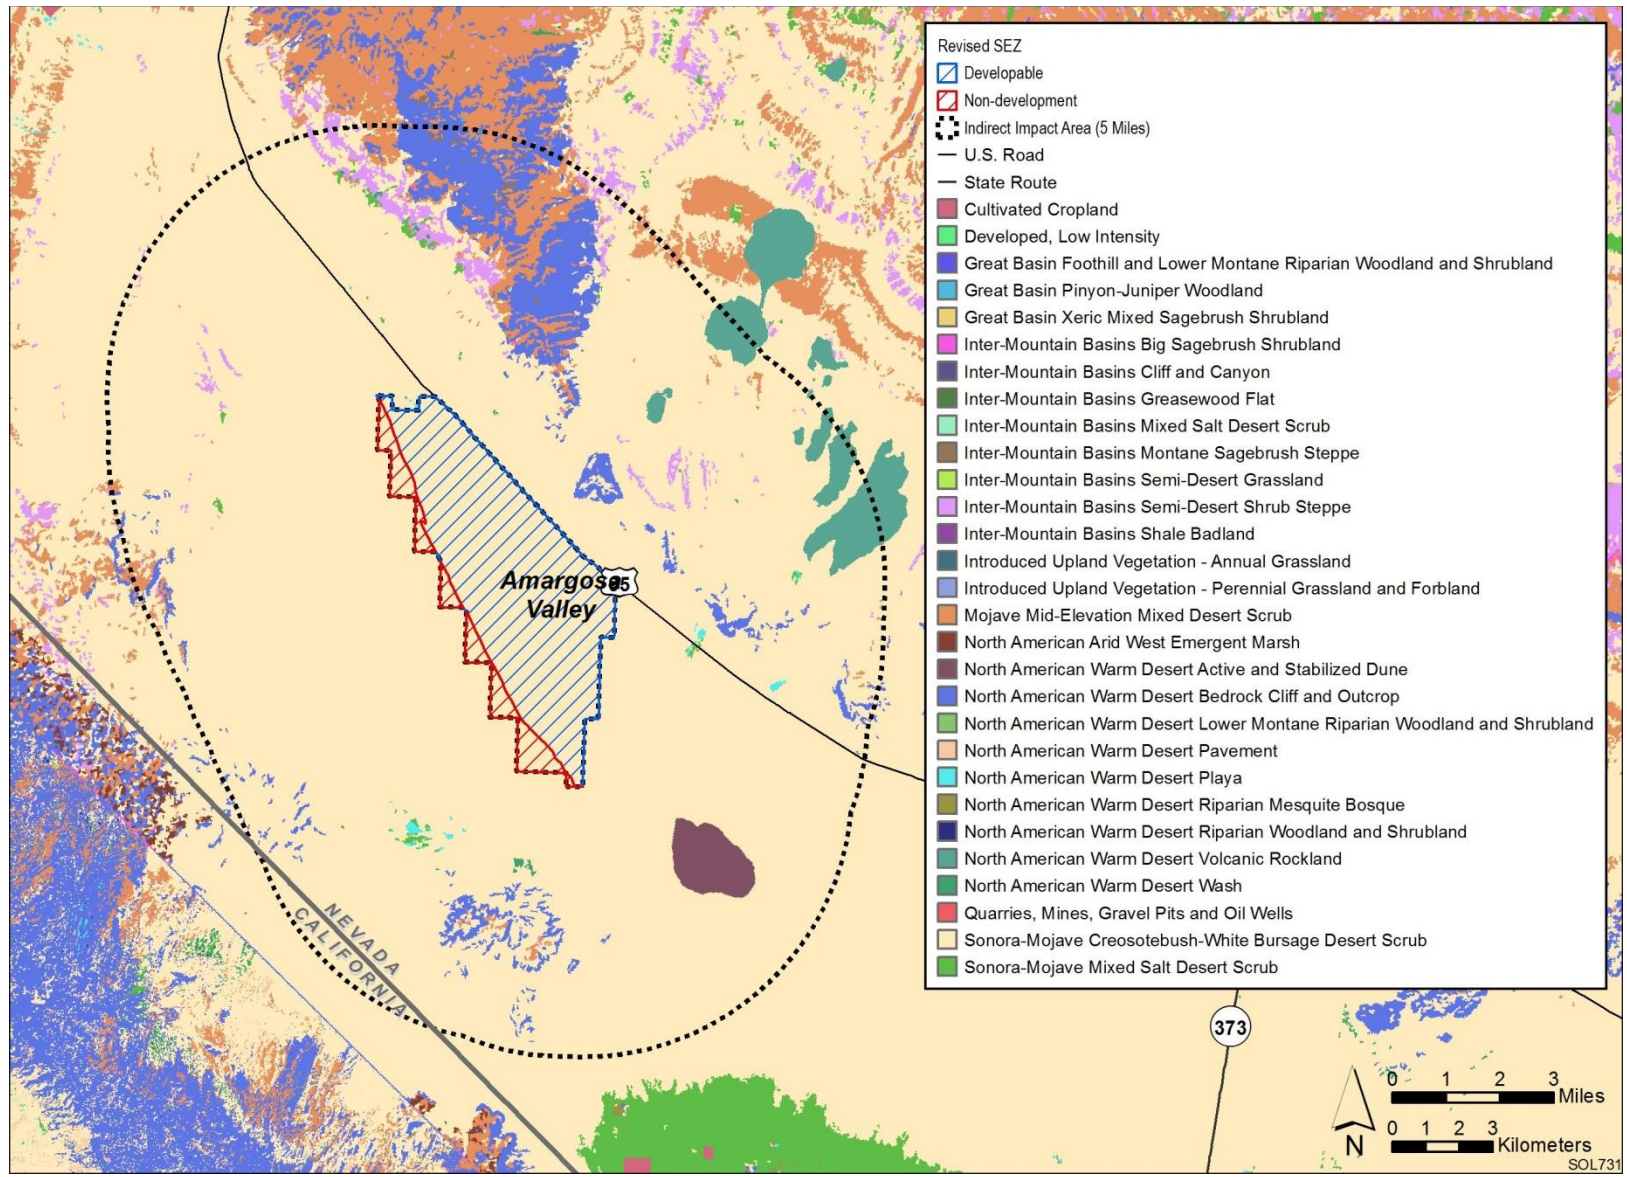 Revised SEZ
Developable
Non-development
Indirect Impact Area (5 Miles)
U.S. Road
State Route
Cultivated Cropland
Developed, Low Intensity
Great Basin Foothill and Lower Montane Riparian Woodland and Shrubland
Great Basin Pinyon-Juniper Woodland
Great Basin Xeric Mixed Sagebrush Shrubland
Inter-Mountain Basins Big Sagebrush Shrubland
Inter-Mountain Basins Cliff and Canyon
Inter-Mountain Basins Greasewood Flat
Inter-Mountain Basins Mixed Salt Desert Scrub
Inter-Mountain Basins Montane Sagebrush Steppe
Inter-Mountain Basins Semi-Desert Grassland
Inter-Mountain Basins Semi-Desert Shrub Steppe
Inter-Mountain Basins Shale Badland
Introduced Upland Vegetation - Annual Grassland
Introduced Upland Vegetation - Perennial Grassland and Forbland
Mojave Mid-Elevation Mixed Desert Scrub
North American Arid West Emergent Marsh
North American Warm Desert Active and Stabilized Dune
North American Warm Desert Bedrock Cliff and Outcrop
North American Warm Desert Lower Montane Riparian Woodland and Shrubland
North American Warm Desert Pavement
North American Warm Desert Playa
North American Warm Desert Riparian Mesquite Bosque
North American Warm Desert Riparian Woodland and Shrubland
North American Warm Desert Volcanic Rockland
North American Warm Desert Wash
Quarries, Mines, Gravel Pits and Oil Wells
Sonora-Mojave Creosotebush-White Bursage Desert Scrub
Sonora-Mojave Mixed Salt Desert Scrub
Amargosa 95
Valley
NEVADA
CALIFORNIA
373
0 1 2 3
Miles
0 1 2 3
Kilometers
N
SOL731